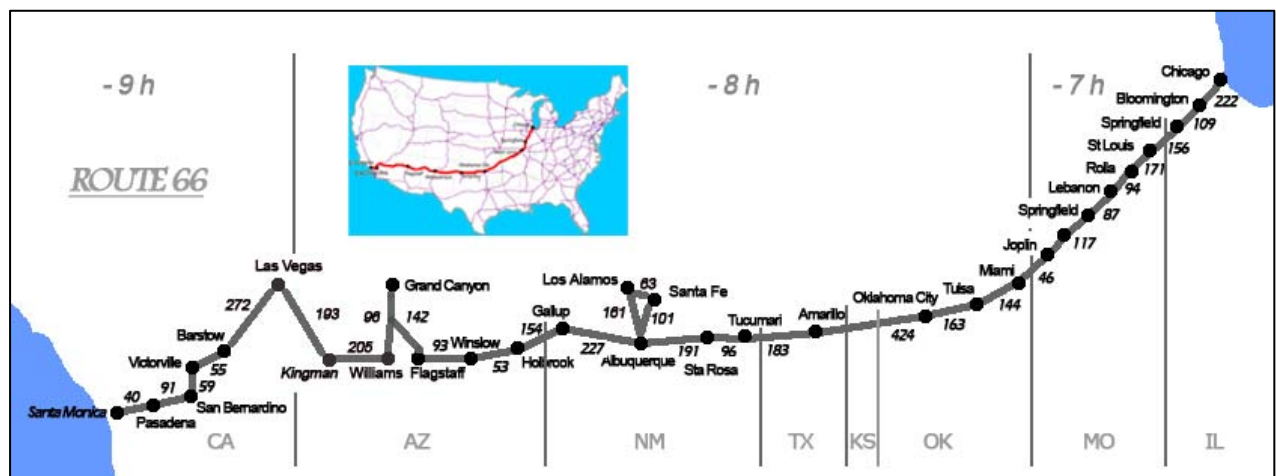 - 9 h
- 8 h
- 7 h
ROUTE 66
Chicago
222
Bloomington
109
Springfield
156
St Louis
171
Rolla
94
Lebanon
87
Springfield
117
Joplin
46
Miami
144
Tulsa
163
Oklahoma City
424
Amarillo
183
Tucumari
96
Sta Rosa
191
Albuquerque
101
Santa Fe
63
Los Alamos
161
227
Gallup
154
Holbrook
53
Winslow
93
Flagstaff
142
Grand Canyon
96
Williams
205
Kingman
193
Las Vegas
272
Barstow
55
Victorville
59
San Bernardino
91
Pasadena
40
Santa Monica
CA
AZ
NM
TX
KS
OK
MO
IL